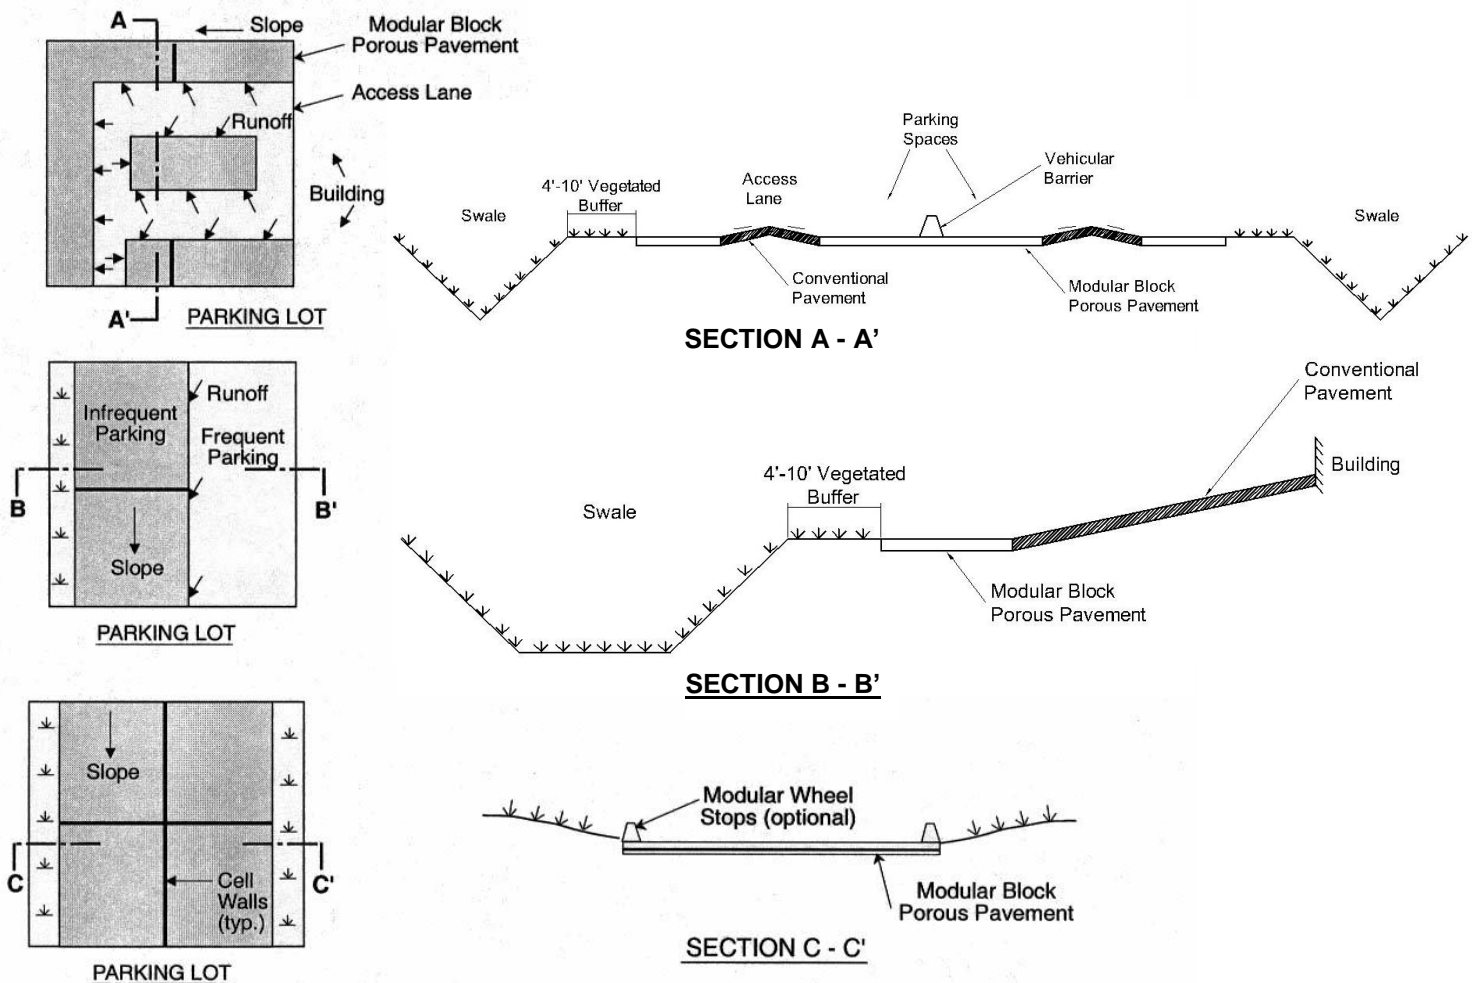 A
Slope
Modular Block
Porous Pavement
Access Lane
Runoff
Building
A'
PARKING LOT
Parking
Spaces
Vehicular
Barrier
4'-10' Vegetated
Buffer
Access
Lane
Swale
Swale
Conventional
Pavement
Modular Block
Porous Pavement
SECTION A - A’
Infrequent
Parking
Runoff
Frequent
Parking
B
B'
Slope
PARKING LOT
Conventional
Pavement
Building
4'-10' Vegetated
Buffer
Swale
Modular Block
Porous Pavement
SECTION B - B’
Slope
C
C'
Cell
Walls
(typ.)
PARKING LOT
Modular Wheel
Stops (optional)
Modular Block
Porous Pavement
SECTION C - C'